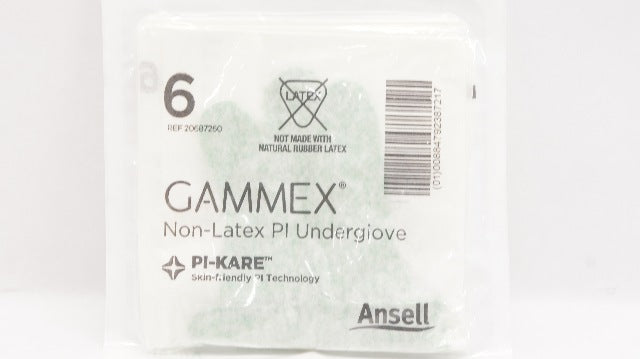 6
REF 20687260
LATEX
NOT MADE WITH
NATURAL RUBBER LATEX
(01)00884792387217
GAMMEX®
Non-Latex PI Underglove
PI-KARE™
Skin-friendly PI Technology
Ansell